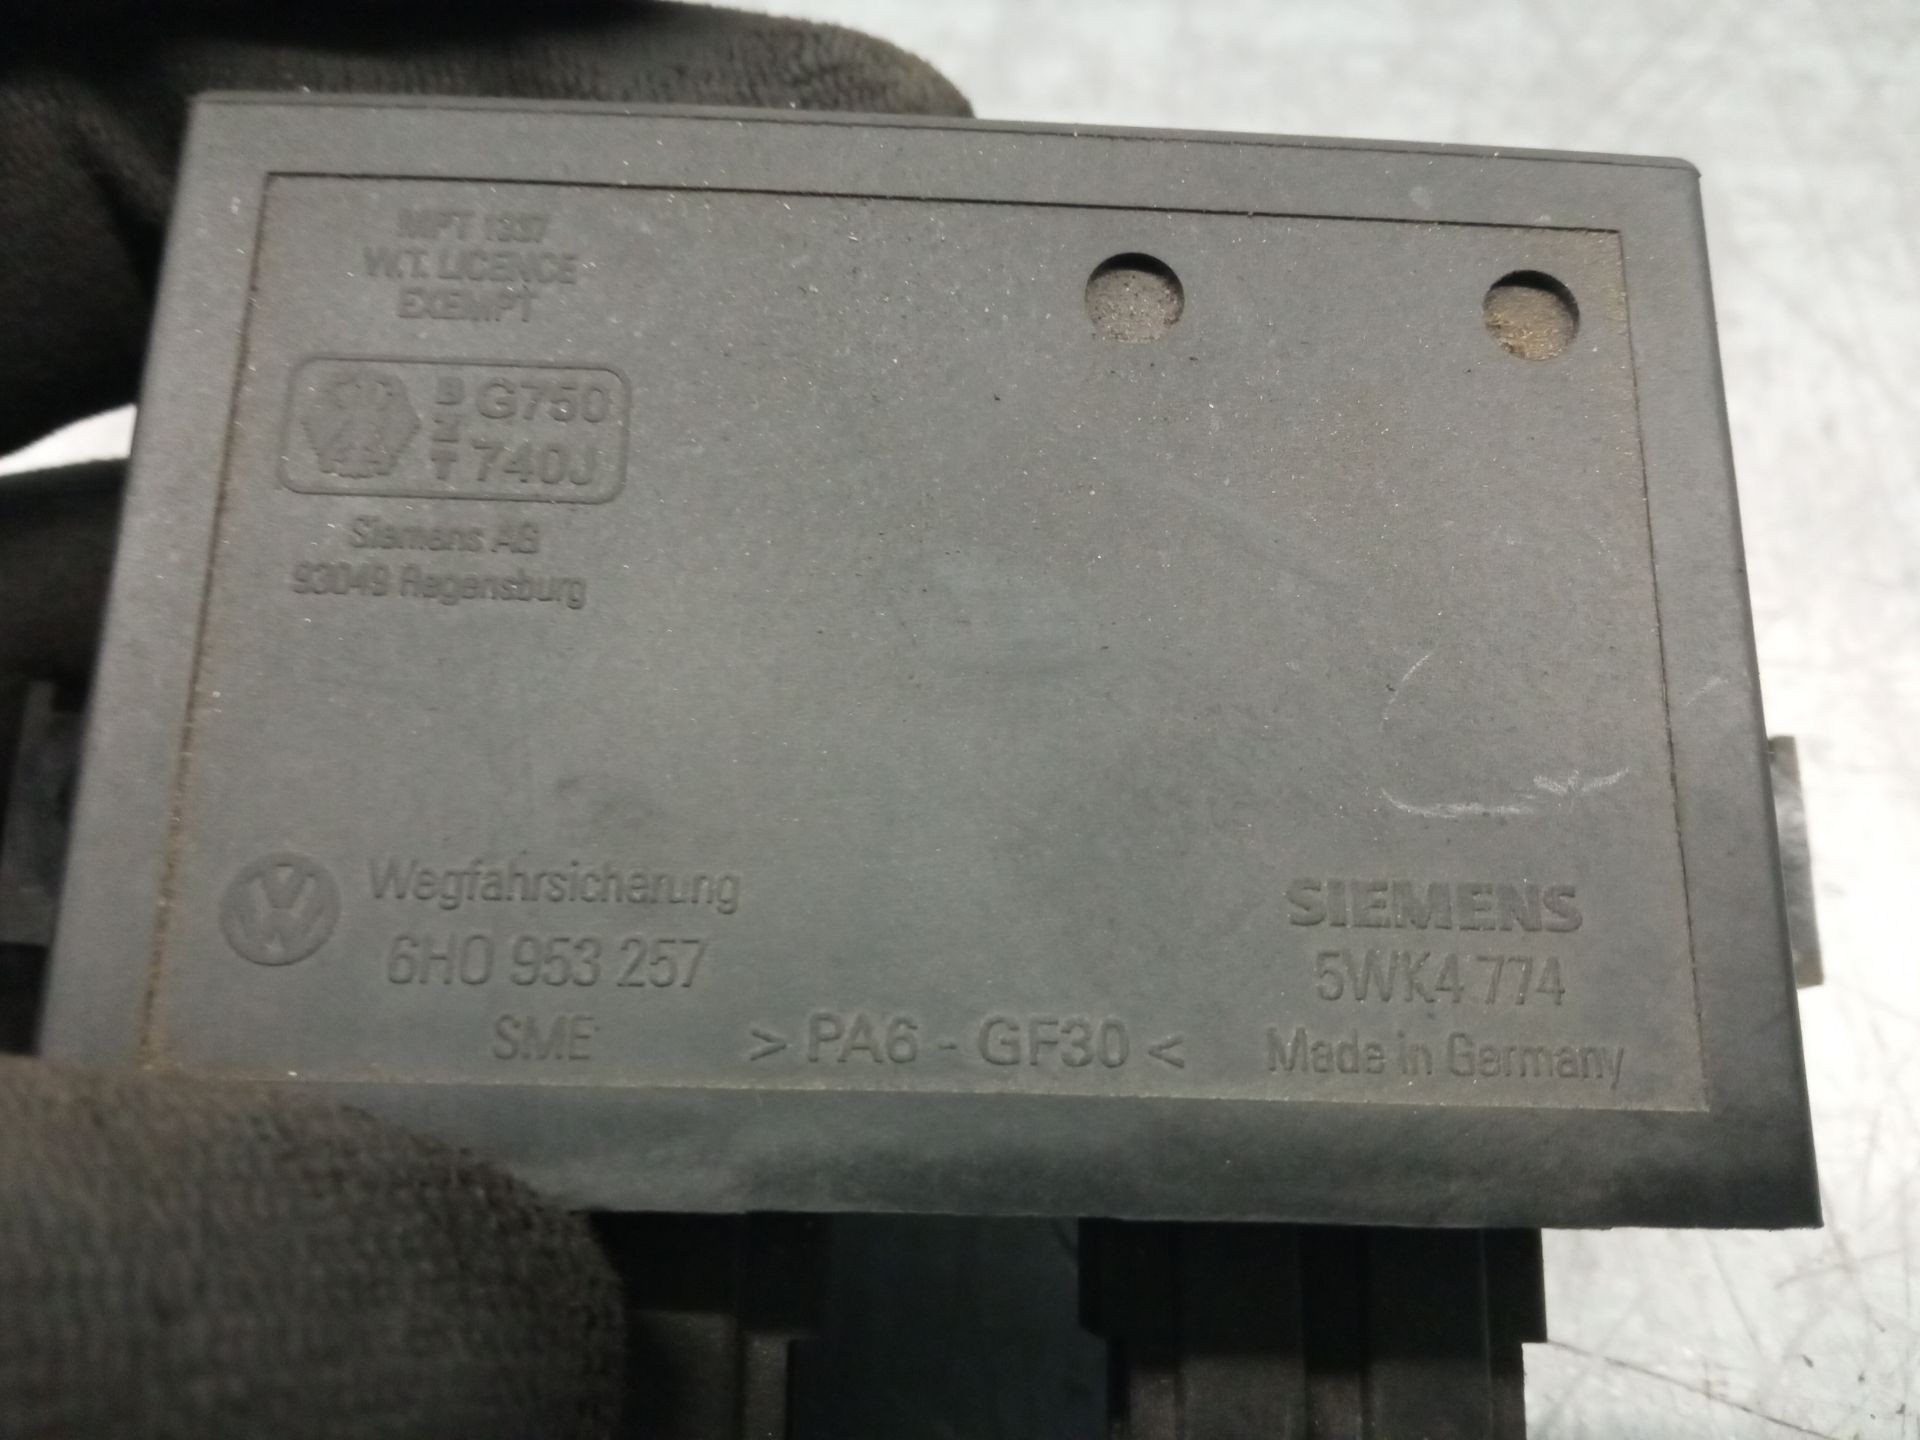 MPT 1337
W.T. LICENCE
EXEMPT
B G750
Z
T 740J
Siemens AG
93049 Regensburg
VW
Wegfahrsicherung
6H0 953 257
SME
> PA6 - GF30 <
SIEMENS
5WK4 774
Made in Germany